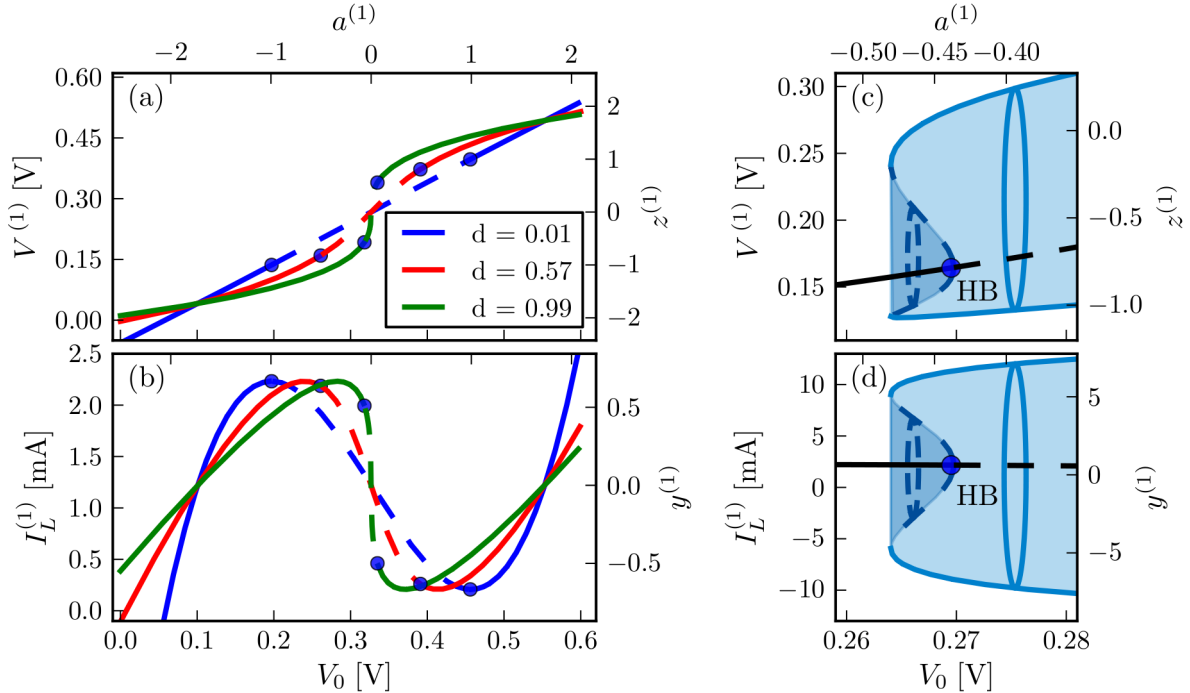 a⁽¹⁾
−2 −1 0 1 2
(a)
0.60
0.45
0.30
0.15
0.00
V⁽¹⁾ [V]
2
1
0
−1
−2
z⁽¹⁾
d = 0.01
d = 0.57
d = 0.99
(b)
2.5
2.0
1.5
1.0
0.5
0.0
I_L⁽¹⁾ [mA]
0.5
0.0
−0.5
y⁽¹⁾
0.0 0.1 0.2 0.3 0.4 0.5 0.6
V₀ [V]
a⁽¹⁾
−0.50 −0.45 −0.40
(c)
0.30
0.25
0.20
0.15
V⁽¹⁾ [V]
0.0
−0.5
−1.0
z⁽¹⁾
HB
(d)
10
5
0
−5
−10
I_L⁽¹⁾ [mA]
5
0
−5
y⁽¹⁾
HB
0.26 0.27 0.28
V₀ [V]